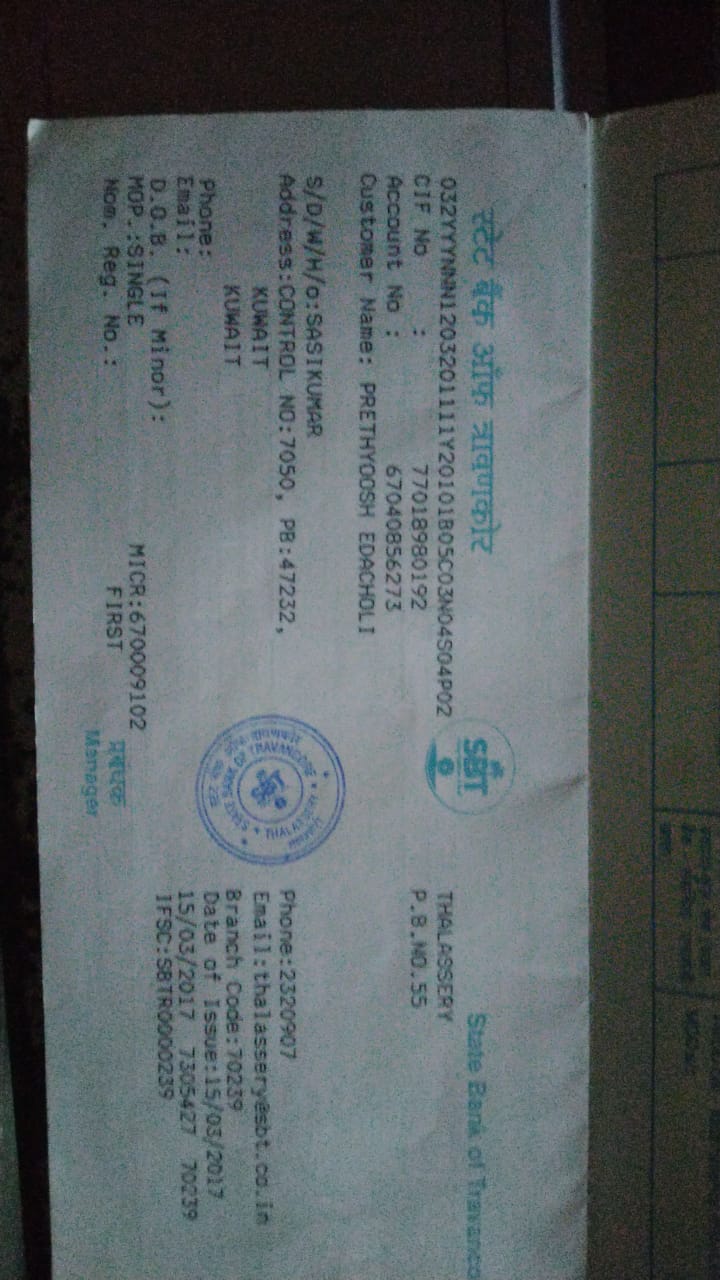 स्टेट बैंक ऑफ त्रावणकोर
SBT
State Bank of Travanco
032YYYNNN1203201111Y20101B05C03N04S04P02
THALASSERY
CIF No : 77018980192
P.B.NO.55
Account No : 67040856273
Customer Name: PRETHYOOSH EDACHOLI
S/D/W/H/o:SASIKUMAR
Address:CONTROL NO:7050, PB:47232,
Phone:2320907
KUWAIT
Email:thalassery@sbt.co.in
KUWAIT
Branch Code:70239
Phone:
Date of Issue:15/03/2017
Email:
15/03/2017 7305427 70239
D.O.B. (If Minor):
IFSC:SBTR0000239
MOP.:SINGLE
MICR:670009102
Nom. Reg. No.:
FIRST
प्रबंधक
Manager
STATE BANK OF TRAVANCORE
THALASSERY